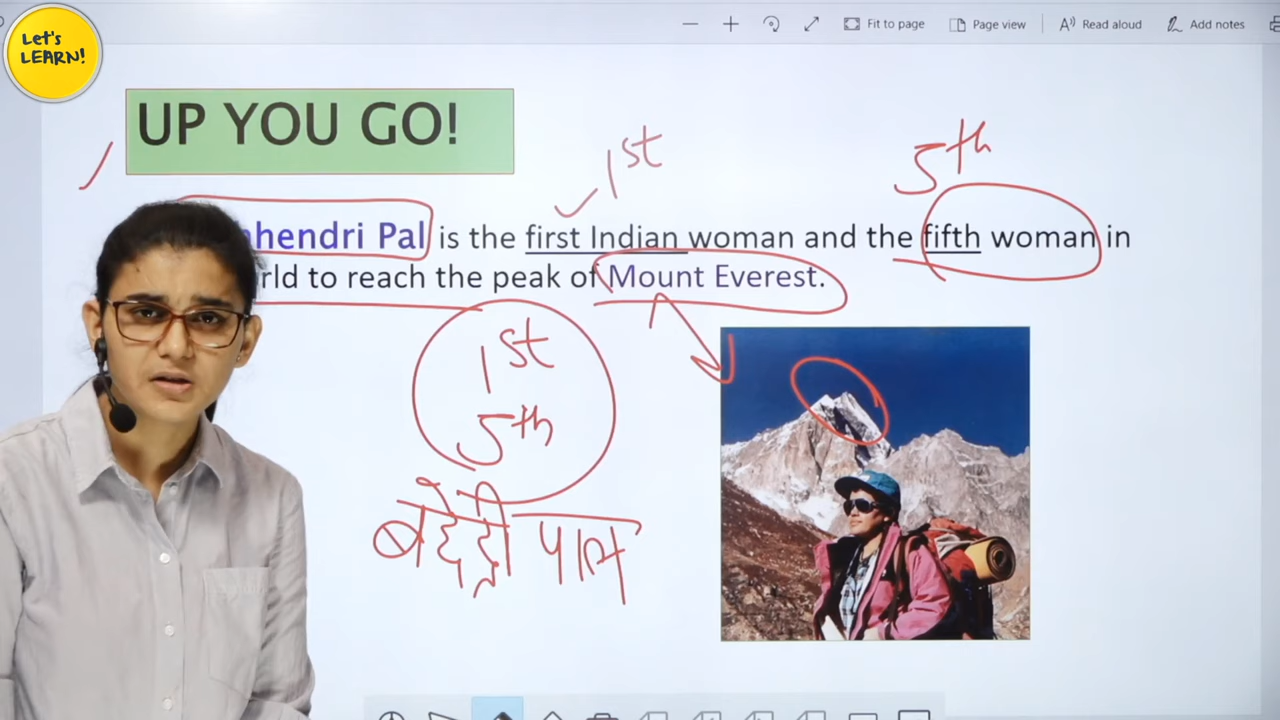 Let's
LEARN!
Fit to page
Page view
Read aloud
Add notes
UP YOU GO!
1st
5th
hendri Pal is the first Indian woman and the fifth woman in
rld to reach the peak of Mount Everest.
1st
5th
पाल